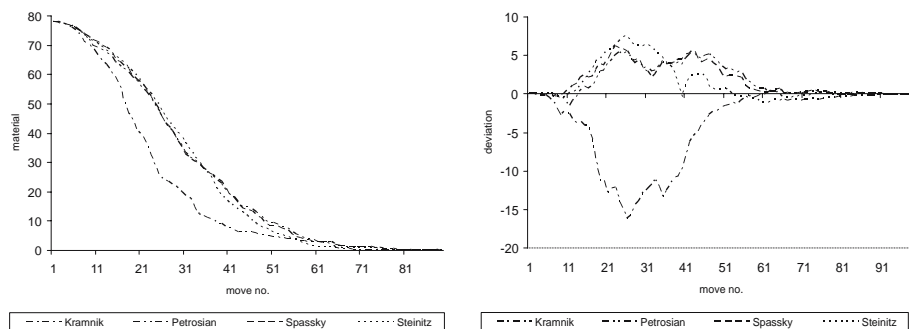 80
70
60
50
40
30
20
10
0
material
1 11 21 31 41 51 61 71 81
move no.
Kramnik Petrosian Spassky Steinitz
10
5
0
-5
-10
-15
-20
deviation
1 11 21 31 41 51 61 71 81 91
move no.
Kramnik Petrosian Spassky Steinitz